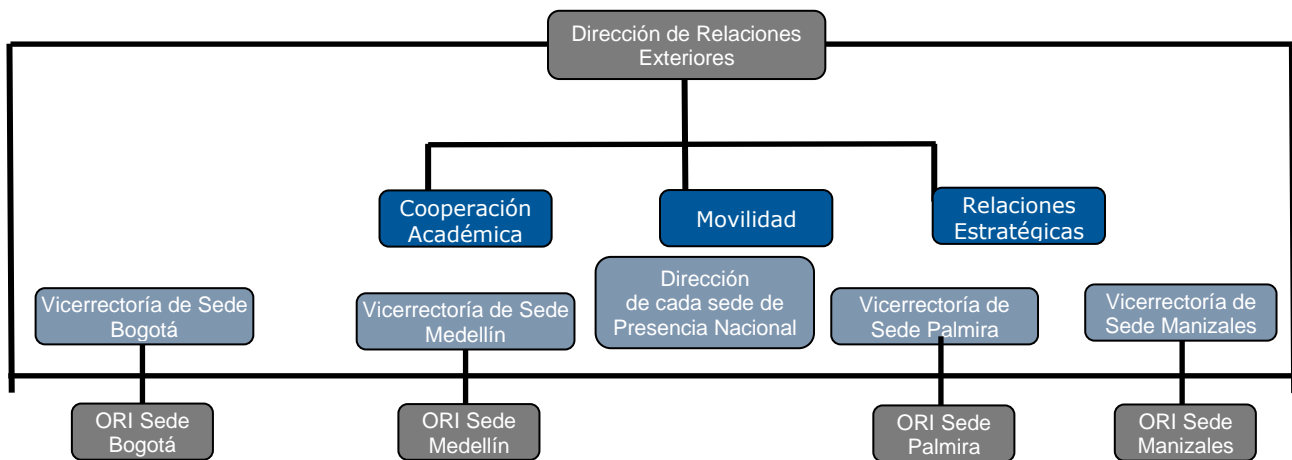 Dirección de Relaciones
Exteriores
Cooperación
Académica
Movilidad
Relaciones
Estratégicas
Vicerrectoría de Sede
Bogotá
Vicerrectoría de Sede
Medellín
Dirección
de cada sede de
Presencia Nacional
Vicerrectoría de
Sede Palmira
Vicerrectoría de
Sede Manizales
ORI Sede
Bogotá
ORI Sede
Medellín
ORI Sede
Palmira
ORI Sede
Manizales